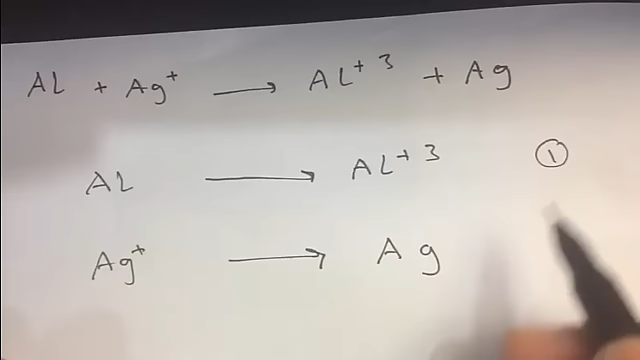 AL + Ag⁺ → AL⁺³ + Ag
AL → AL⁺³ ①
Ag⁺ → Ag